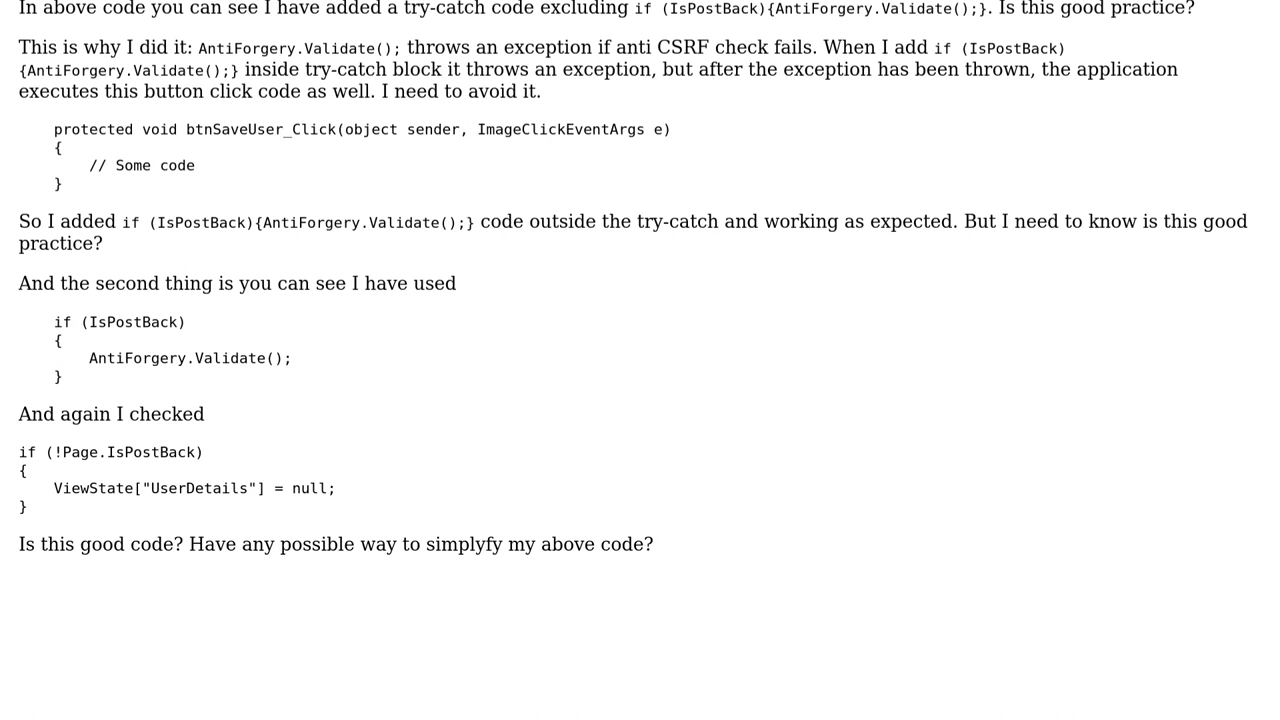 In above code you can see I have added a try-catch code excluding if (IsPostBack){AntiForgery.Validate();}. Is this good practice?
This is why I did it: AntiForgery.Validate(); throws an exception if anti CSRF check fails. When I add if (IsPostBack)
{AntiForgery.Validate();} inside try-catch block it throws an exception, but after the exception has been thrown, the application
executes this button click code as well. I need to avoid it.
protected void btnSaveUser_Click(object sender, ImageClickEventArgs e)
{
// Some code
}
So I added if (IsPostBack){AntiForgery.Validate();} code outside the try-catch and working as expected. But I need to know is this good
practice?
And the second thing is you can see I have used
if (IsPostBack)
{
AntiForgery.Validate();
}
And again I checked
if (!Page.IsPostBack)
{
ViewState["UserDetails"] = null;
}
Is this good code? Have any possible way to simplyfy my above code?